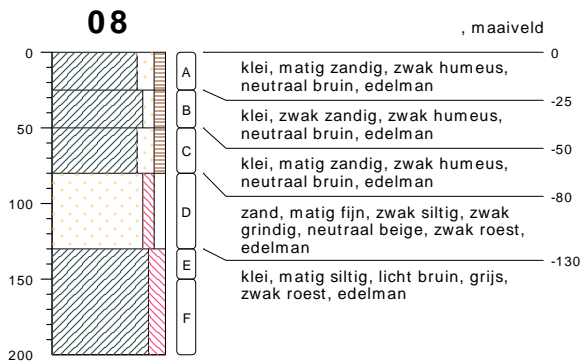 08
, maaiveld
0
A
0
klei, matig zandig, zwak humeus,
neutraal bruin, edelman
-25
B
klei, zwak zandig, zwak humeus,
neutraal bruin, edelman
50
-50
C
klei, matig zandig, zwak humeus,
neutraal bruin, edelman
-80
100
D
zand, matig fijn, zwak siltig, zwak
grindig, neutraal beige, zwak roest,
edelman
-130
E
150
klei, matig siltig, licht bruin, grijs,
zwak roest, edelman
F
200